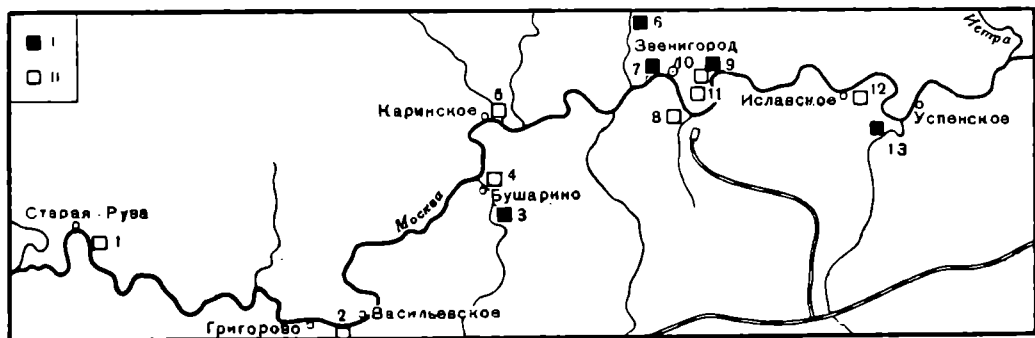 I
II
6
Звенигород
Истра
7
10
9
11
8
Иславское
12
Успенское
13
Каринское
5
4
Бушарино
3
Москва
Старая Руза
1
Григорово
2
Васильевское